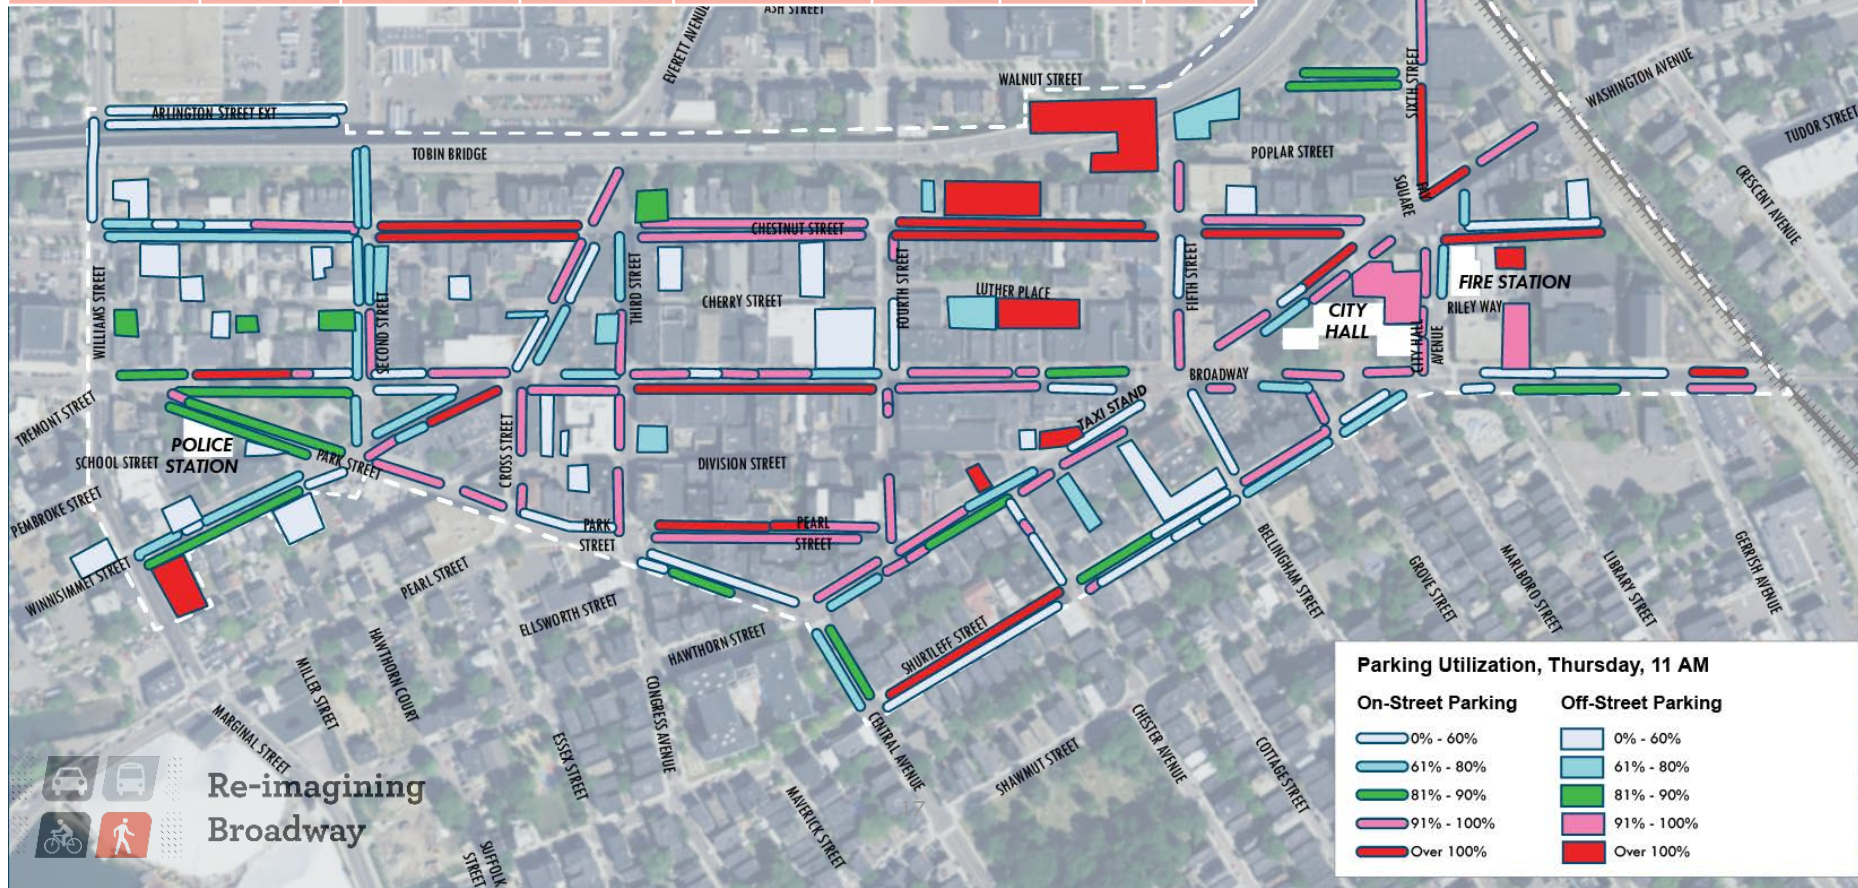 ASH STREET
EVERETT AVENUE
WALNUT STREET
SIXTH STREET
WASHINGTON AVENUE
TUDOR STREET
ARLINGTON STREET EXT
TOBIN BRIDGE
POPLAR STREET
CRESCENT AVENUE
SQUARE
CHESTNUT STREET
WILLIAMS STREET
SECOND STREET
THIRD STREET
CHERRY STREET
FOURTH STREET
LUTHER PLACE
FIFTH STREET
CITY
HALL
CITY HALL
AVENUE
FIRE STATION
RILEY WAY
BROADWAY
TREMONT STREET
TAXI STAND
POLICE
STATION
SCHOOL STREET
PARK STREET
CROSS STREET
DIVISION STREET
PEMBROKE STREET
PARK
STREET
PEARL
STREET
WINNISIMMET STREET
PEARL STREET
ELLSWORTH STREET
HAWTHORN STREET
SHURTLEFF STREET
BELLINGHAM STREET
GROVE STREET
MARLBORO STREET
LIBRARY STREET
GERRISH AVENUE
HAWTHORN COURT
MILLER STREET
MARGINAL STREET
ESSEX STREET
CONGRESS AVENUE
CENTRAL AVENUE
MAVERICK STREET
SHAWMUT STREET
CHESTER AVENUE
COTTAGE STREET
SUFFOLK
STREET
17
Re-imagining
Broadway
Parking Utilization, Thursday, 11 AM
On-Street Parking Off-Street Parking
0% - 60% 0% - 60%
61% - 80% 61% - 80%
81% - 90% 81% - 90%
91% - 100% 91% - 100%
Over 100% Over 100%